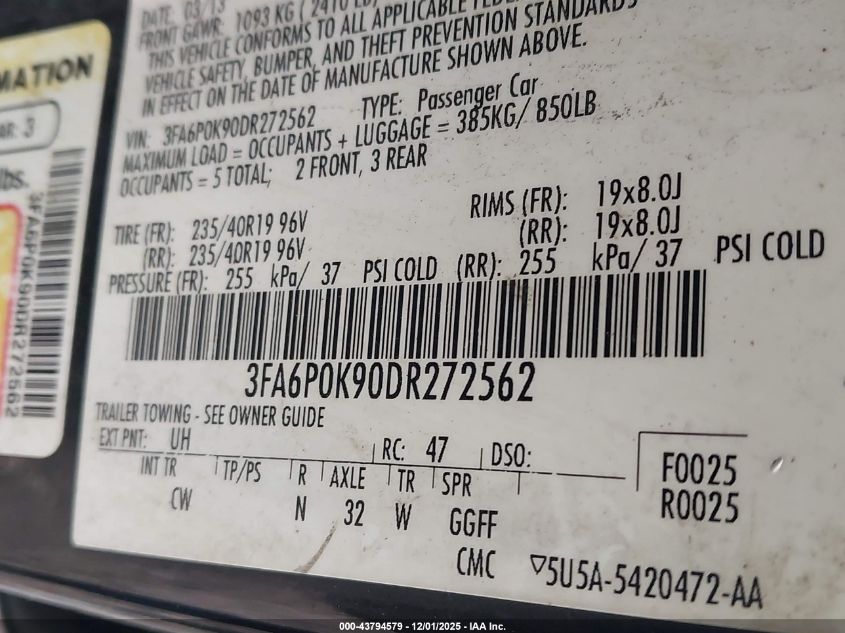 DATE: 03/13
FRONT GAWR: 1093 KG ( 2410 LB)
THIS VEHICLE CONFORMS TO ALL APPLICABLE
VEHICLE SAFETY, BUMPER, AND THEFT PREVENTION STANDARDS
IN EFFECT ON THE DATE OF MANUFACTURE SHOWN ABOVE.
VIN: 3FA6P0K90DR272562 TYPE: Passenger Car
MAXIMUM LOAD = OCCUPANTS + LUGGAGE = 385KG/ 850LB
OCCUPANTS = 5 TOTAL; 2 FRONT, 3 REAR
TIRE (FR): 235/40R19 96V RIMS (FR): 19x8.0J
(RR): 235/40R19 96V (RR): 19x8.0J
PRESSURE (FR): 255 kPa/ 37 PSI COLD (RR): 255 kPa/ 37 PSI COLD
3FA6P0K90DR272562
TRAILER TOWING - SEE OWNER GUIDE
EXT PNT: UH RC: 47 DSO:
INT TR TP/PS R AXLE TR SPR
CW N 32 W GGFF
CMC
F0025
R0025
▽5U5A-5420472-AA
MATION
AR: 3
lbs.
3FA6P0K90DR272562
000-43794579 - 12/01/2025 - IAA Inc.